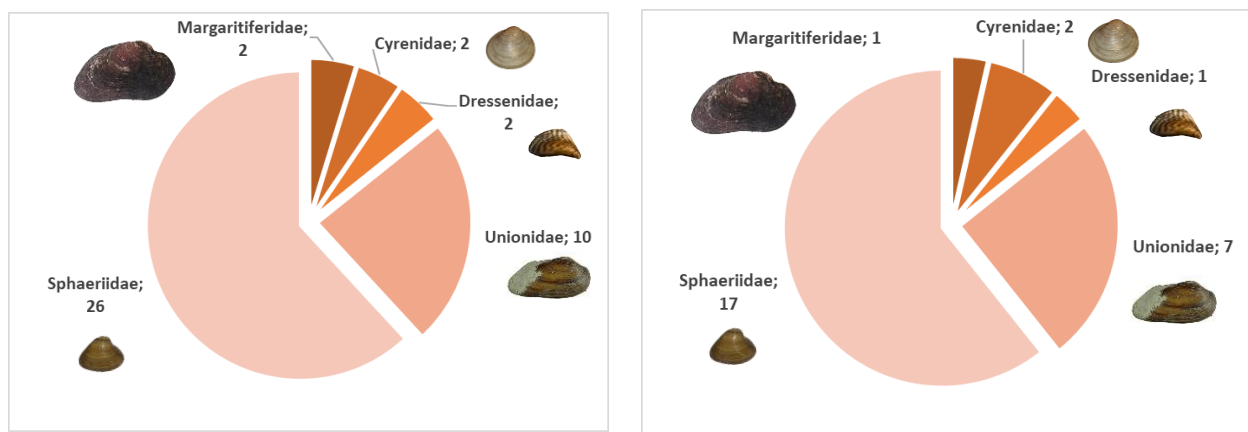 Margaritiferidae;
2
Cyrenidae; 2
Dressenidae;
2
Unionidae; 10
Sphaeriidae;
26
Margaritiferidae; 1
Cyrenidae; 2
Dressenidae; 1
Unionidae; 7
Sphaeriidae;
17